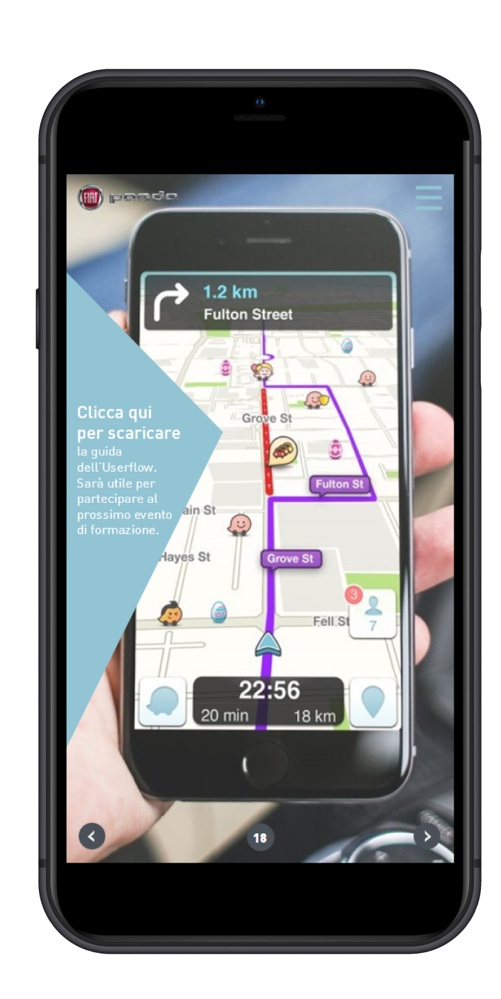 FIAT panda
1.2 km
Fulton Street
Clicca qui
per scaricare
la guida
dell'Userflow.
Sarà utile per
partecipare al
prossimo evento
di formazione.
Grove St
Fulton St
ain St
Hayes St
Grove St
3
7
Fell St
22:56
20 min 18 km
18